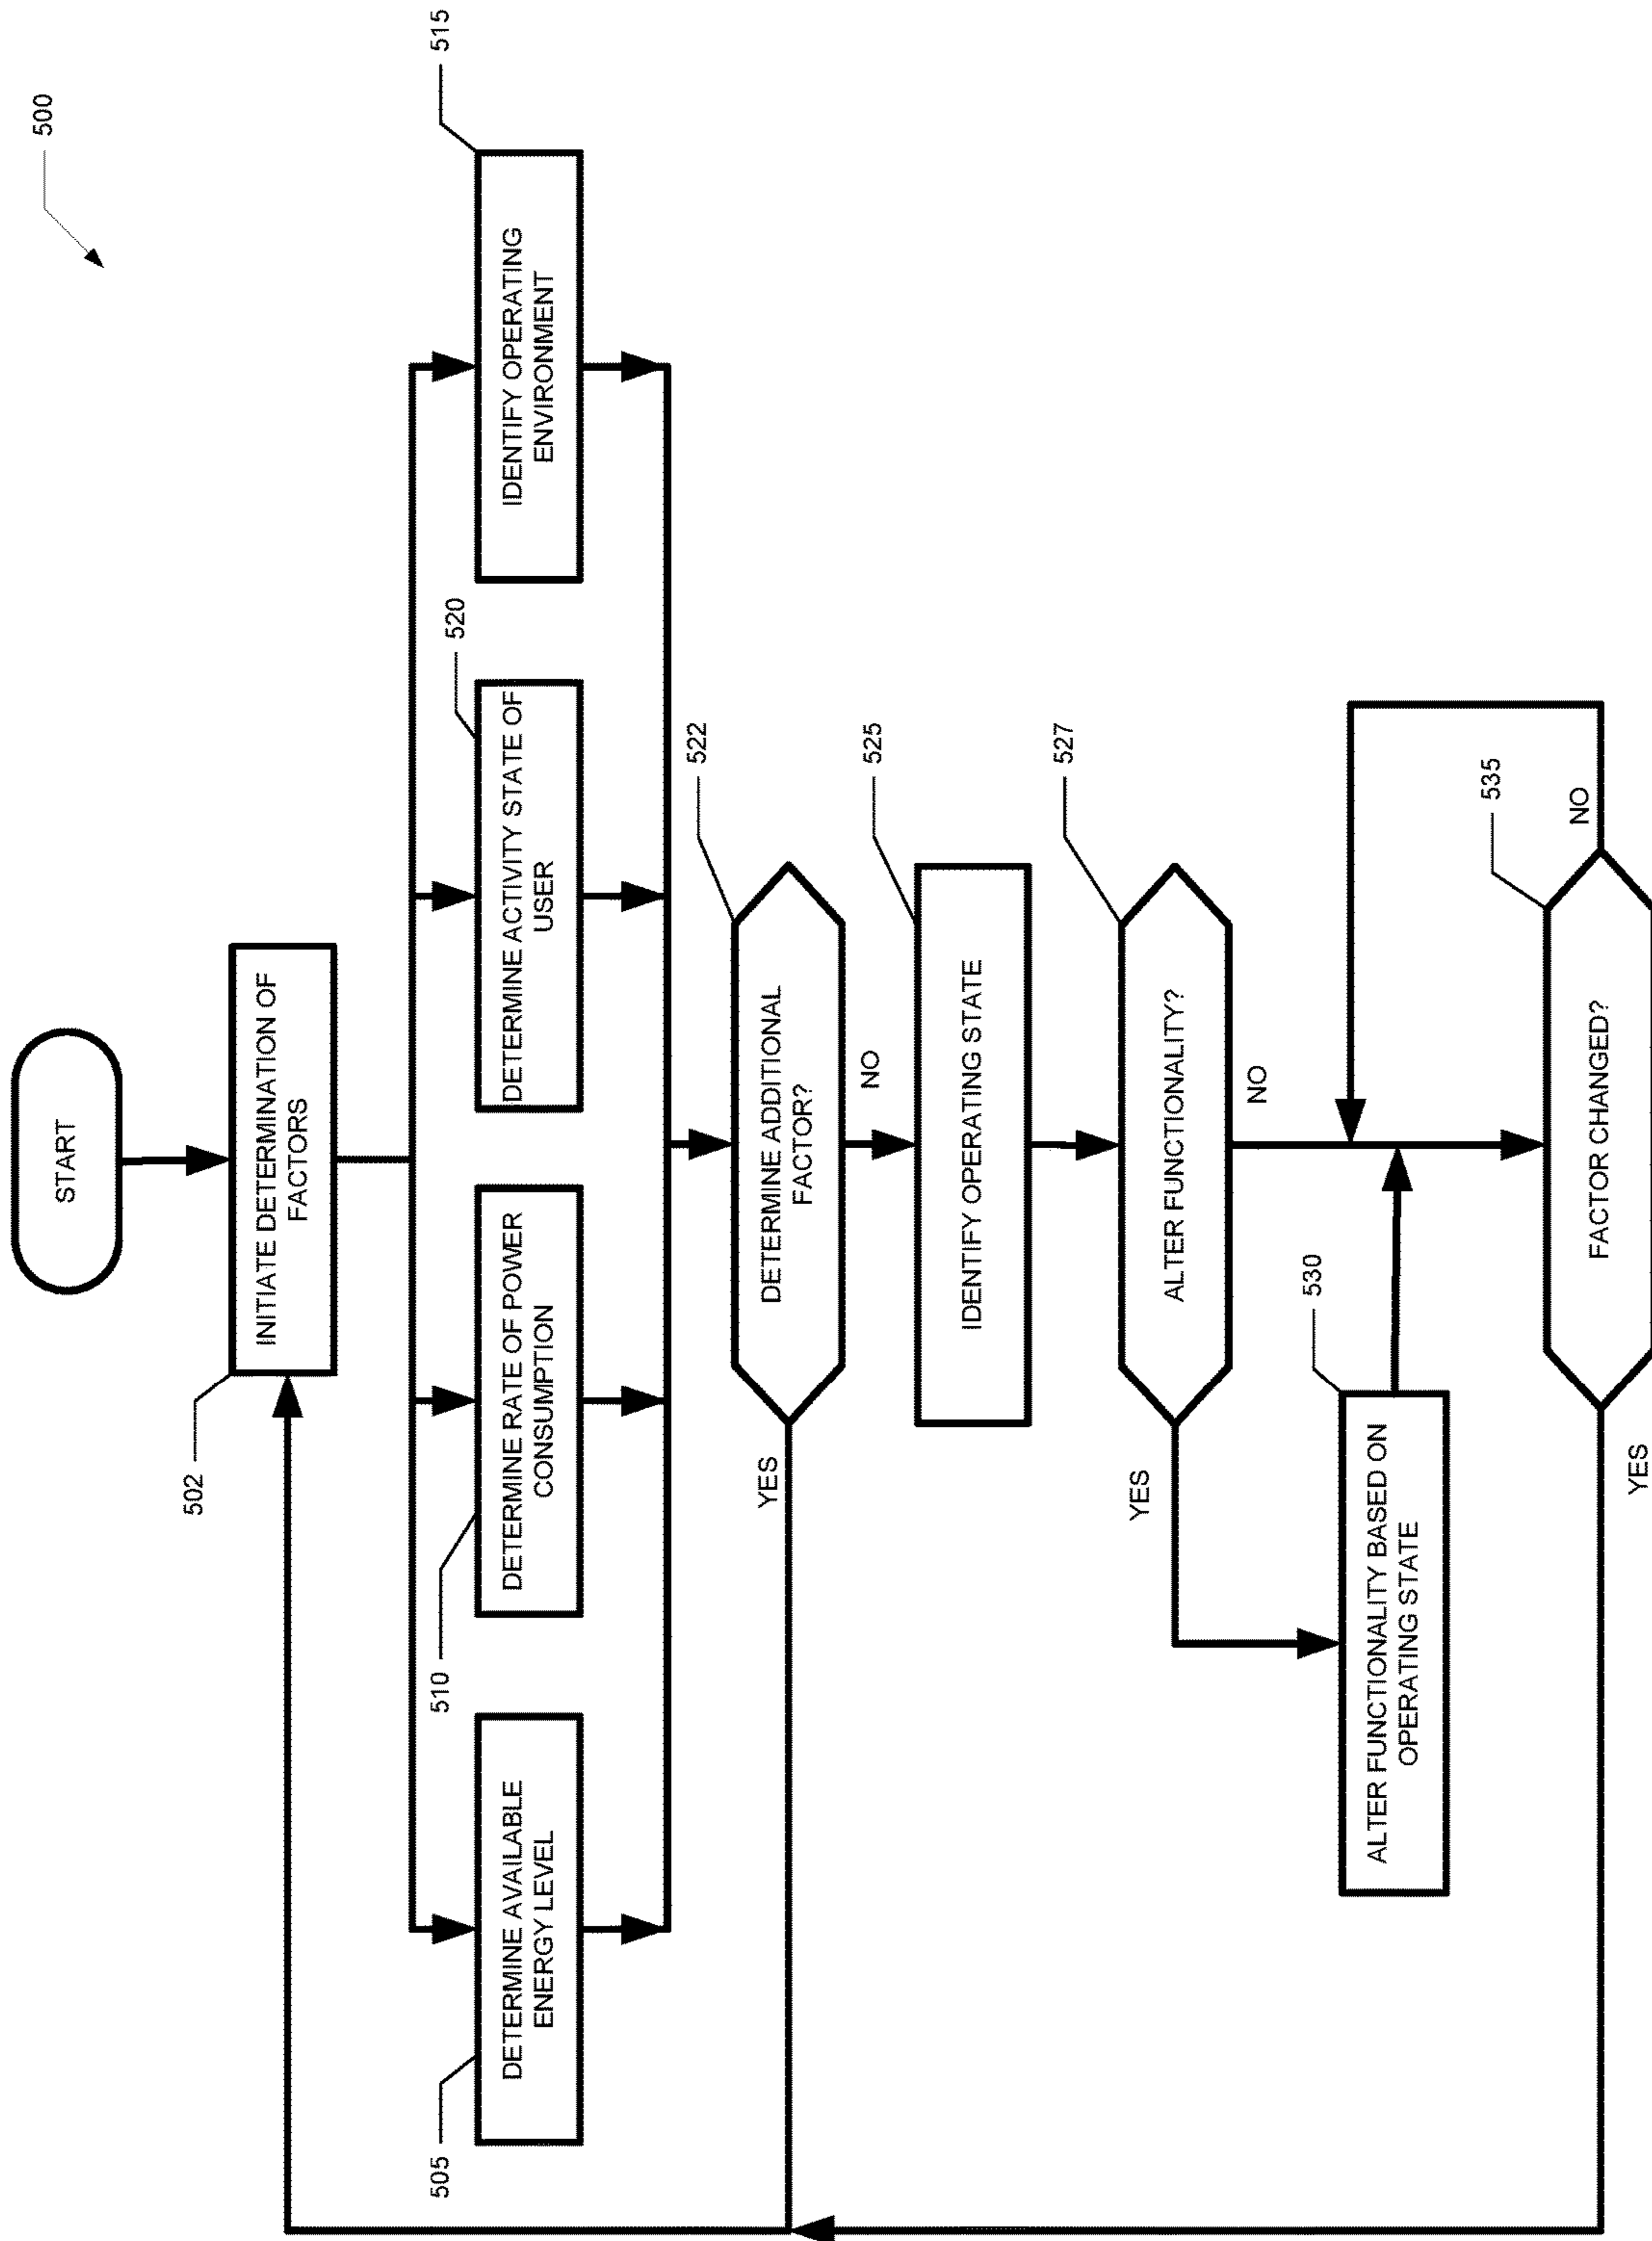 500
START
INITIATE DETERMINATION OF
FACTORS
502
DETERMINE AVAILABLE
ENERGY LEVEL
505
DETERMINE RATE OF POWER
CONSUMPTION
510
DETERMINE ACTIVITY STATE OF
USER
520
IDENTIFY OPERATING
ENVIRONMENT
515
DETERMINE ADDITIONAL
FACTOR?
522
YES
NO
IDENTIFY OPERATING STATE
525
ALTER FUNCTIONALITY?
527
YES
NO
ALTER FUNCTIONALITY BASED ON
OPERATING STATE
530
FACTOR CHANGED?
535
YES
NO